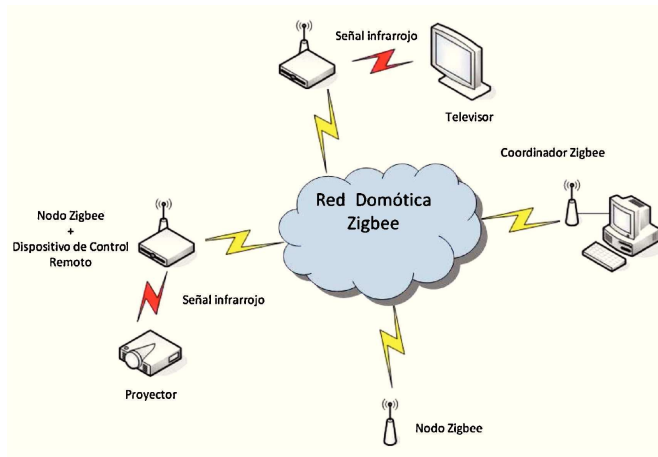 Señal infrarrojo
Televisor
Coordinador Zigbee
Red Domótica
Zigbee
Nodo Zigbee
+
Dispositivo de Control
Remoto
Señal infrarrojo
Proyector
Nodo Zigbee